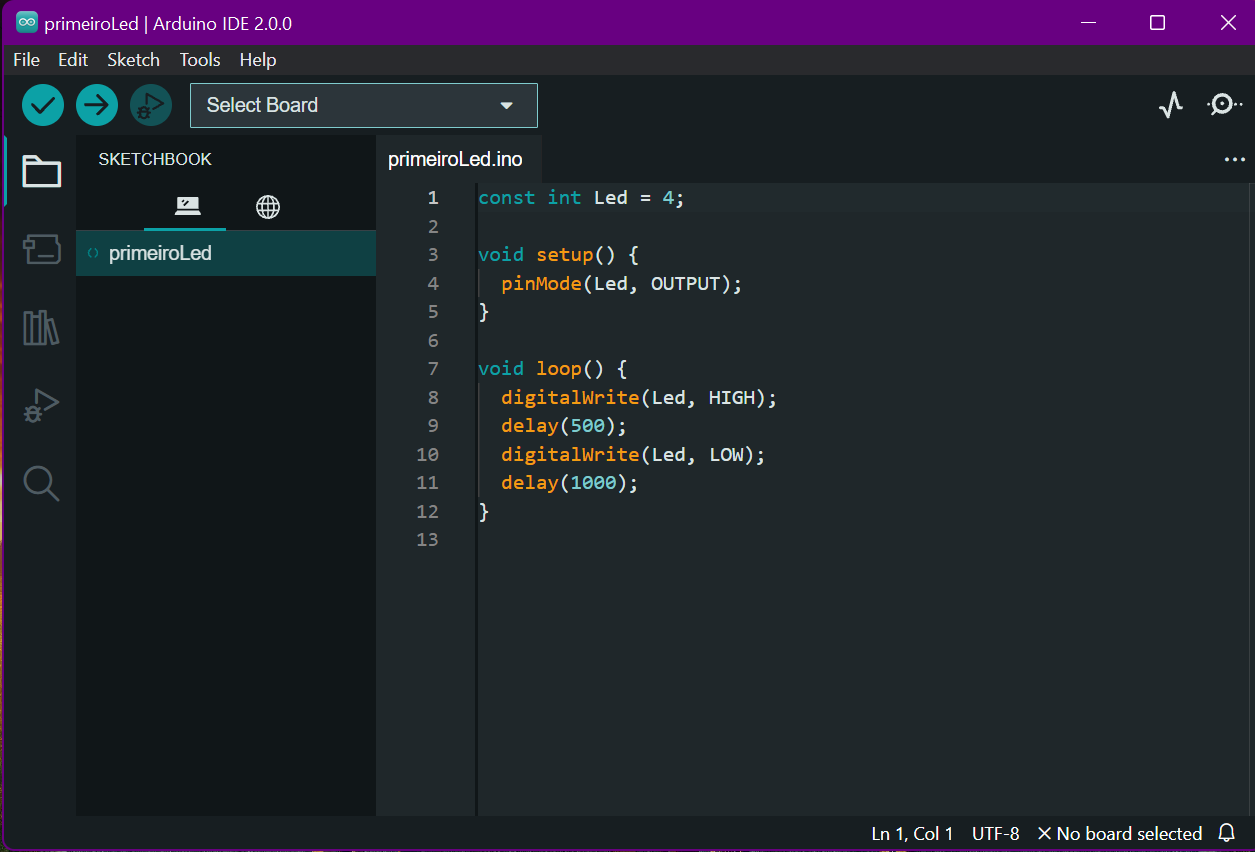 primeiroLed | Arduino IDE 2.0.0
File Edit Sketch Tools Help
Select Board
SKETCHBOOK
primeiroLed
primeiroLed.ino
1 const int Led = 4;
2
3 void setup() {
4   pinMode(Led, OUTPUT);
5 }
6
7 void loop() {
8   digitalWrite(Led, HIGH);
9   delay(500);
10   digitalWrite(Led, LOW);
11   delay(1000);
12 }
13
Ln 1, Col 1 UTF-8 No board selected